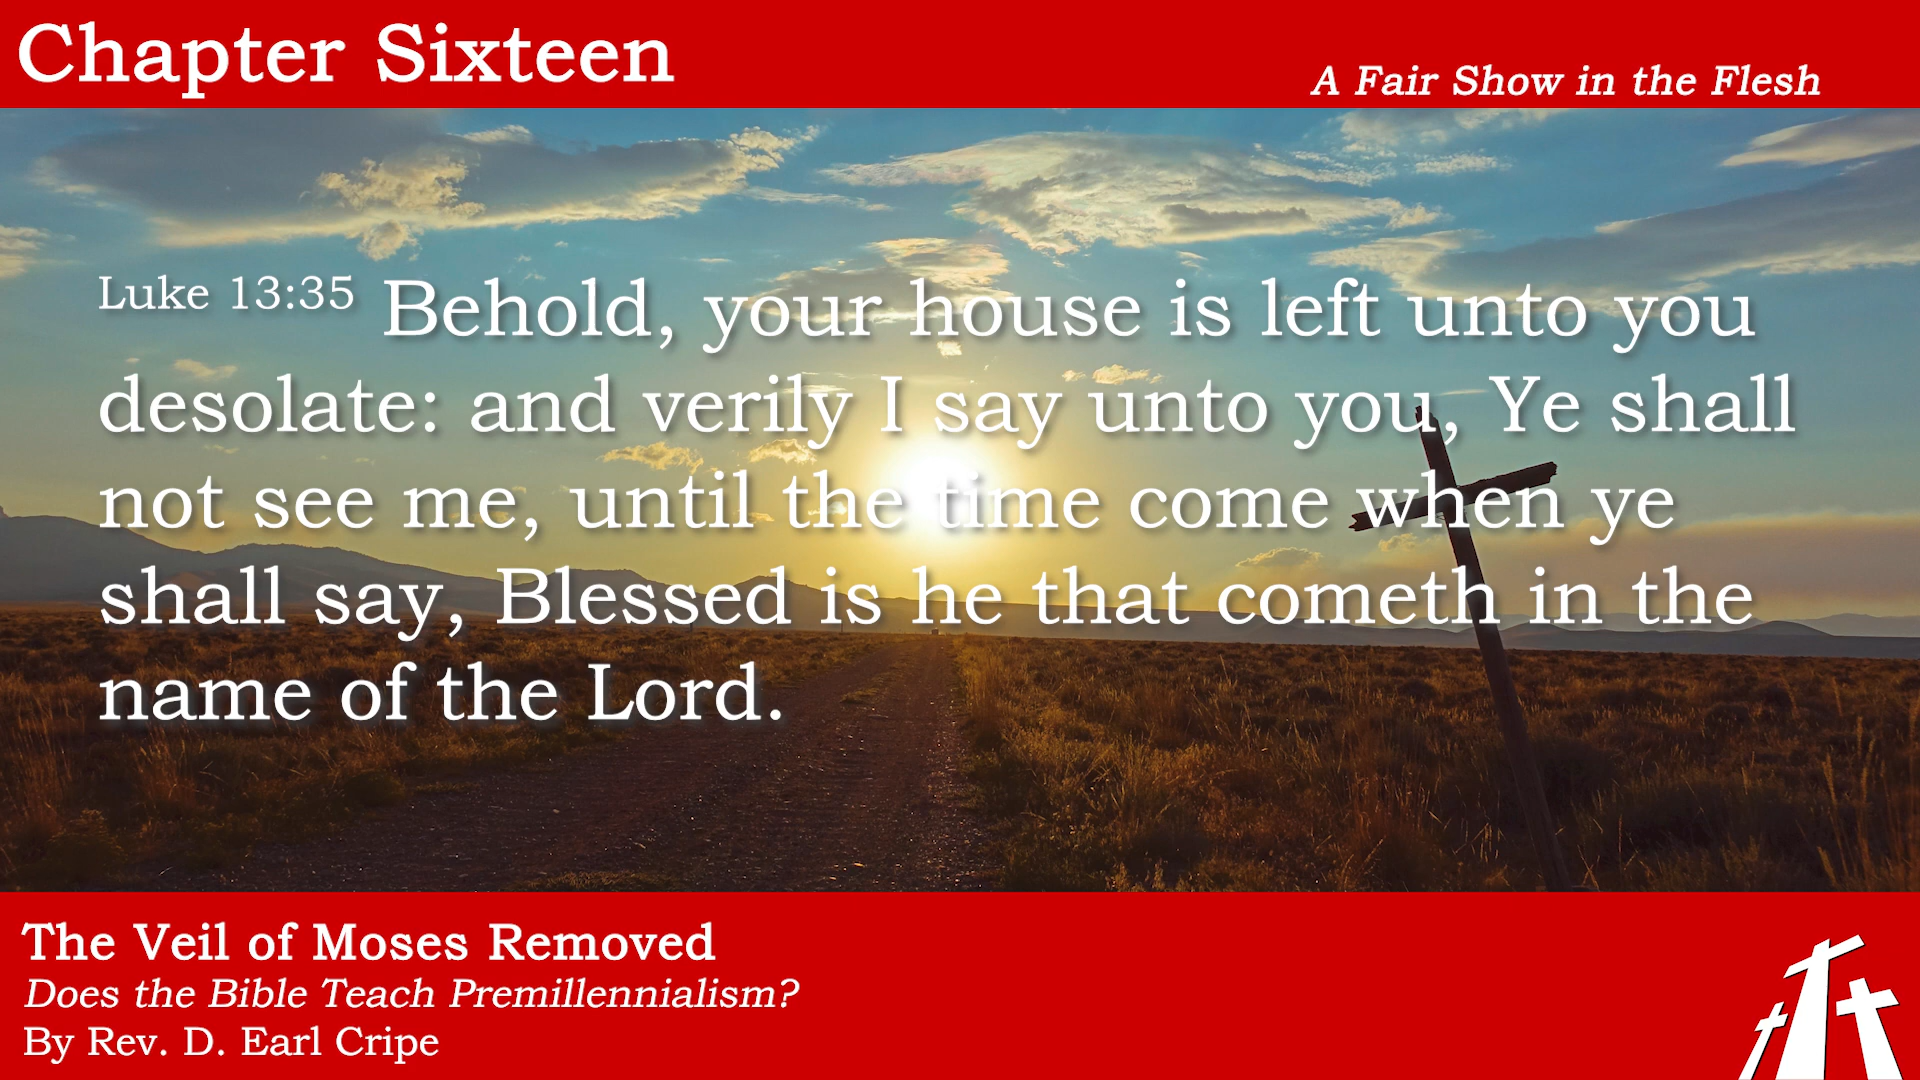 Chapter Sixteen
A Fair Show in the Flesh
Luke 13:35 Behold, your house is left unto you
desolate: and verily I say unto you, Ye shall
not see me, until the time come when ye
shall say, Blessed is he that cometh in the
name of the Lord.
The Veil of Moses Removed
Does the Bible Teach Premillennialism?
By Rev. D. Earl Cripe